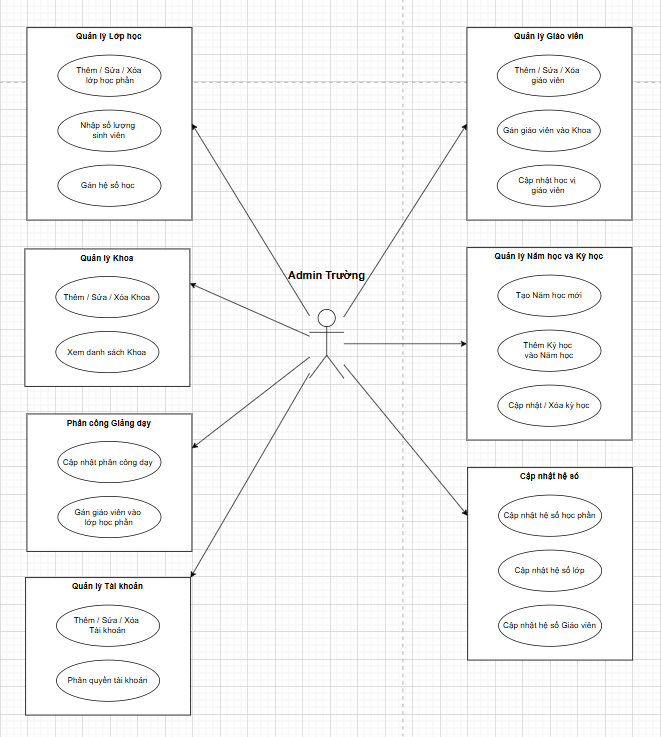 Quản lý Lớp học
Thêm / Sửa / Xóa
lớp học phần
Nhập số lượng
sinh viên
Gán hệ số học
Quản lý Khoa
Thêm / Sửa / Xóa Khoa
Xem danh sách Khoa
Phân công Giảng dạy
Cập nhật phân công dạy
Gán giáo viên vào
lớp học phần
Quản lý Tài khoản
Thêm / Sửa / Xóa
Tài khoản
Phân quyền tài khoản
Admin Trường
Quản lý Giáo viên
Thêm / Sửa / Xóa
giáo viên
Gán giáo viên vào Khoa
Cập nhật học vị
giáo viên
Quản lý Năm học và Kỳ học
Tạo Năm học mới
Thêm Kỳ học
vào Năm học
Cập nhật / Xóa kỳ học
Cập nhật hệ số
Cập nhật hệ số học phần
Cập nhật hệ số lớp
Cập nhật hệ số Giáo viên